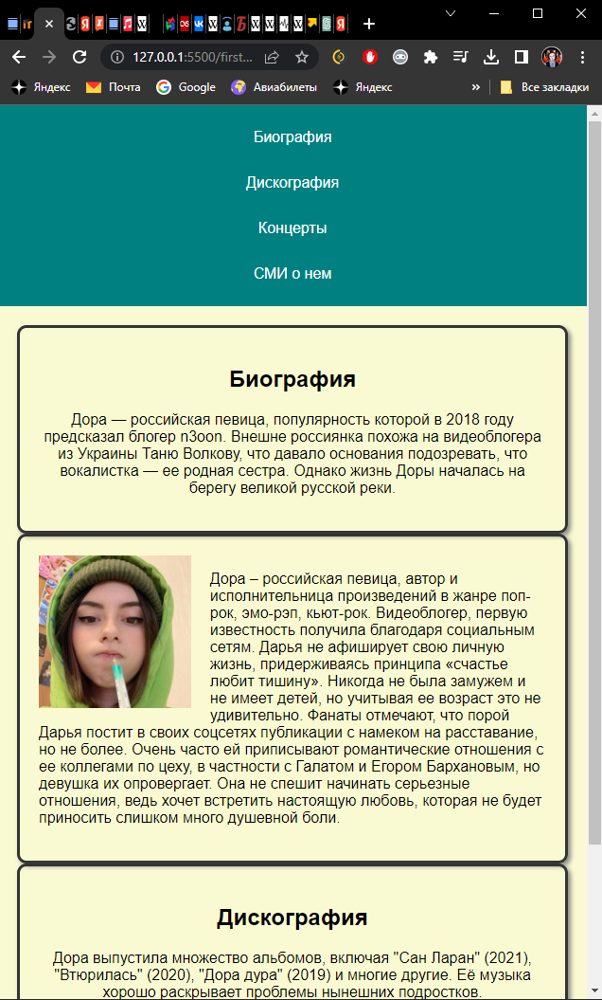 127.0.0.1:5500/first...
Яндекс Почта Google Авиабилеты Яндекс » Все закладки
Биография
Дискография
Концерты
СМИ о нем
Биография
Дора — российская певица, популярность которой в 2018 году
предсказал блогер n3oon. Внешне россиянка похожа на видеоблогера
из Украины Таню Волкову, что давало основания подозревать, что
вокалистка — ее родная сестра. Однако жизнь Доры началась на
берегу великой русской реки.
Дора – российская певица, автор и
исполнительница произведений в жанре поп-
рок, эмо-рэп, кьют-рок. Видеоблогер, первую
известность получила благодаря социальным
сетям. Дарья не афиширует свою личную
жизнь, придерживаясь принципа «счастье
любит тишину». Никогда не была замужем и
не имеет детей, но учитывая ее возраст это не
удивительно. Фанаты отмечают, что порой
Дарья постит в своих соцсетях публикации с намеком на расставание,
но не более. Очень часто ей приписывают романтические отношения с
ее коллегами по цеху, в частности с Галатом и Егором Бархановым, но
девушка их опровергает. Она не спешит начинать серьезные
отношения, ведь хочет встретить настоящую любовь, которая не будет
приносить слишком много душевной боли.
Дискография
Дора выпустила множество альбомов, включая "Сан Ларан" (2021),
"Втюрилась" (2020), "Дора дура" (2019) и многие другие. Её музыка
хорошо раскрывает проблемы нынешних подростков.